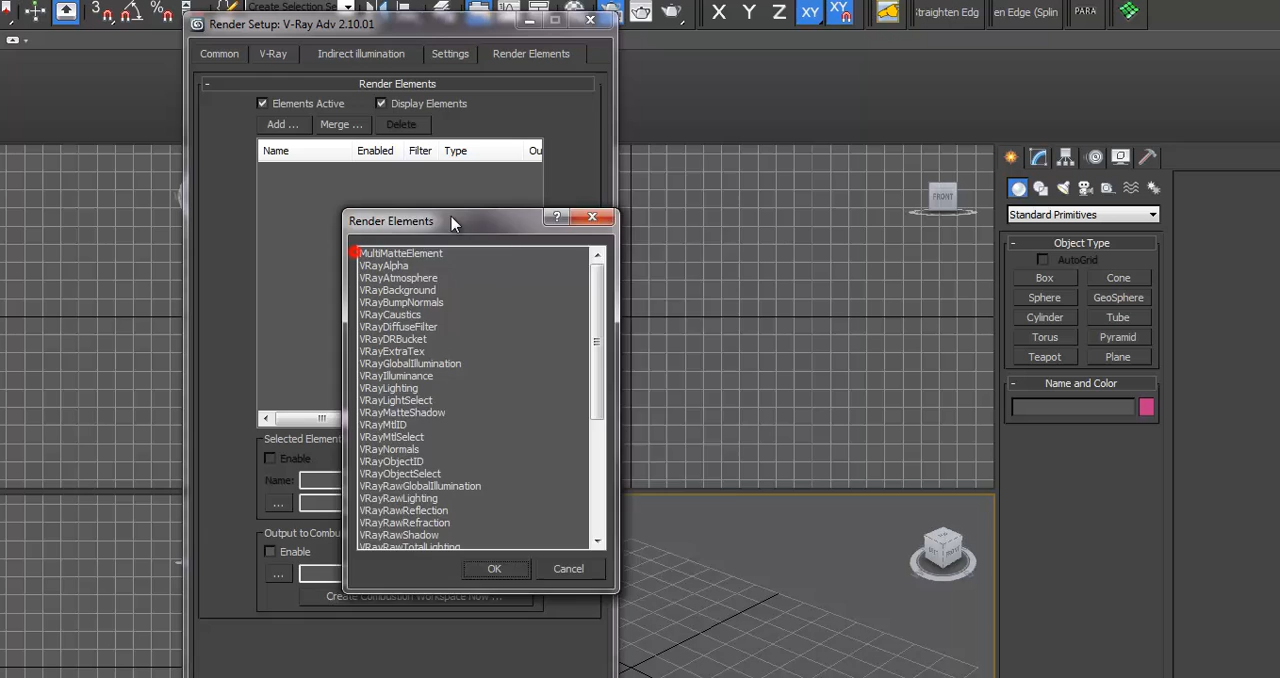 Create Selection Se
Render Setup: V-Ray Adv 2.10.01
X Y Z XY XY
traighten Edg
en Edge (Splin
PARA
Common V-Ray Indirect illumination Settings Render Elements
- Render Elements
Elements Active Display Elements
Add ... Merge ... Delete
Name Enabled Filter Type Ou
FRONT
Standard Primitives
Render Elements
- Object Type
AutoGrid
Box Cone
Sphere GeoSphere
Cylinder Tube
Torus Pyramid
Teapot Plane
- Name and Color
MultiMatteElement
VRayAlpha
VRayAtmosphere
VRayBackground
VRayBumpNormals
VRayCaustics
VRayDiffuseFilter
VRayDRBucket
VRayExtraTex
VRayGlobalIllumination
VRayIlluminance
VRayLighting
VRayLightSelect
VRayMatteShadow
VRayMtlID
VRayMtlSelect
VRayNormals
VRayObjectID
VRayObjectSelect
VRayRawGlobalIllumination
VRayRawLighting
VRayRawReflection
VRayRawRefraction
VRayRawShadow
VRayRawTotalLighting
OK Cancel
Selected Element
Enable
Name:
...
Output to Combu
Enable
...
Create Combustion Workspace Now ...